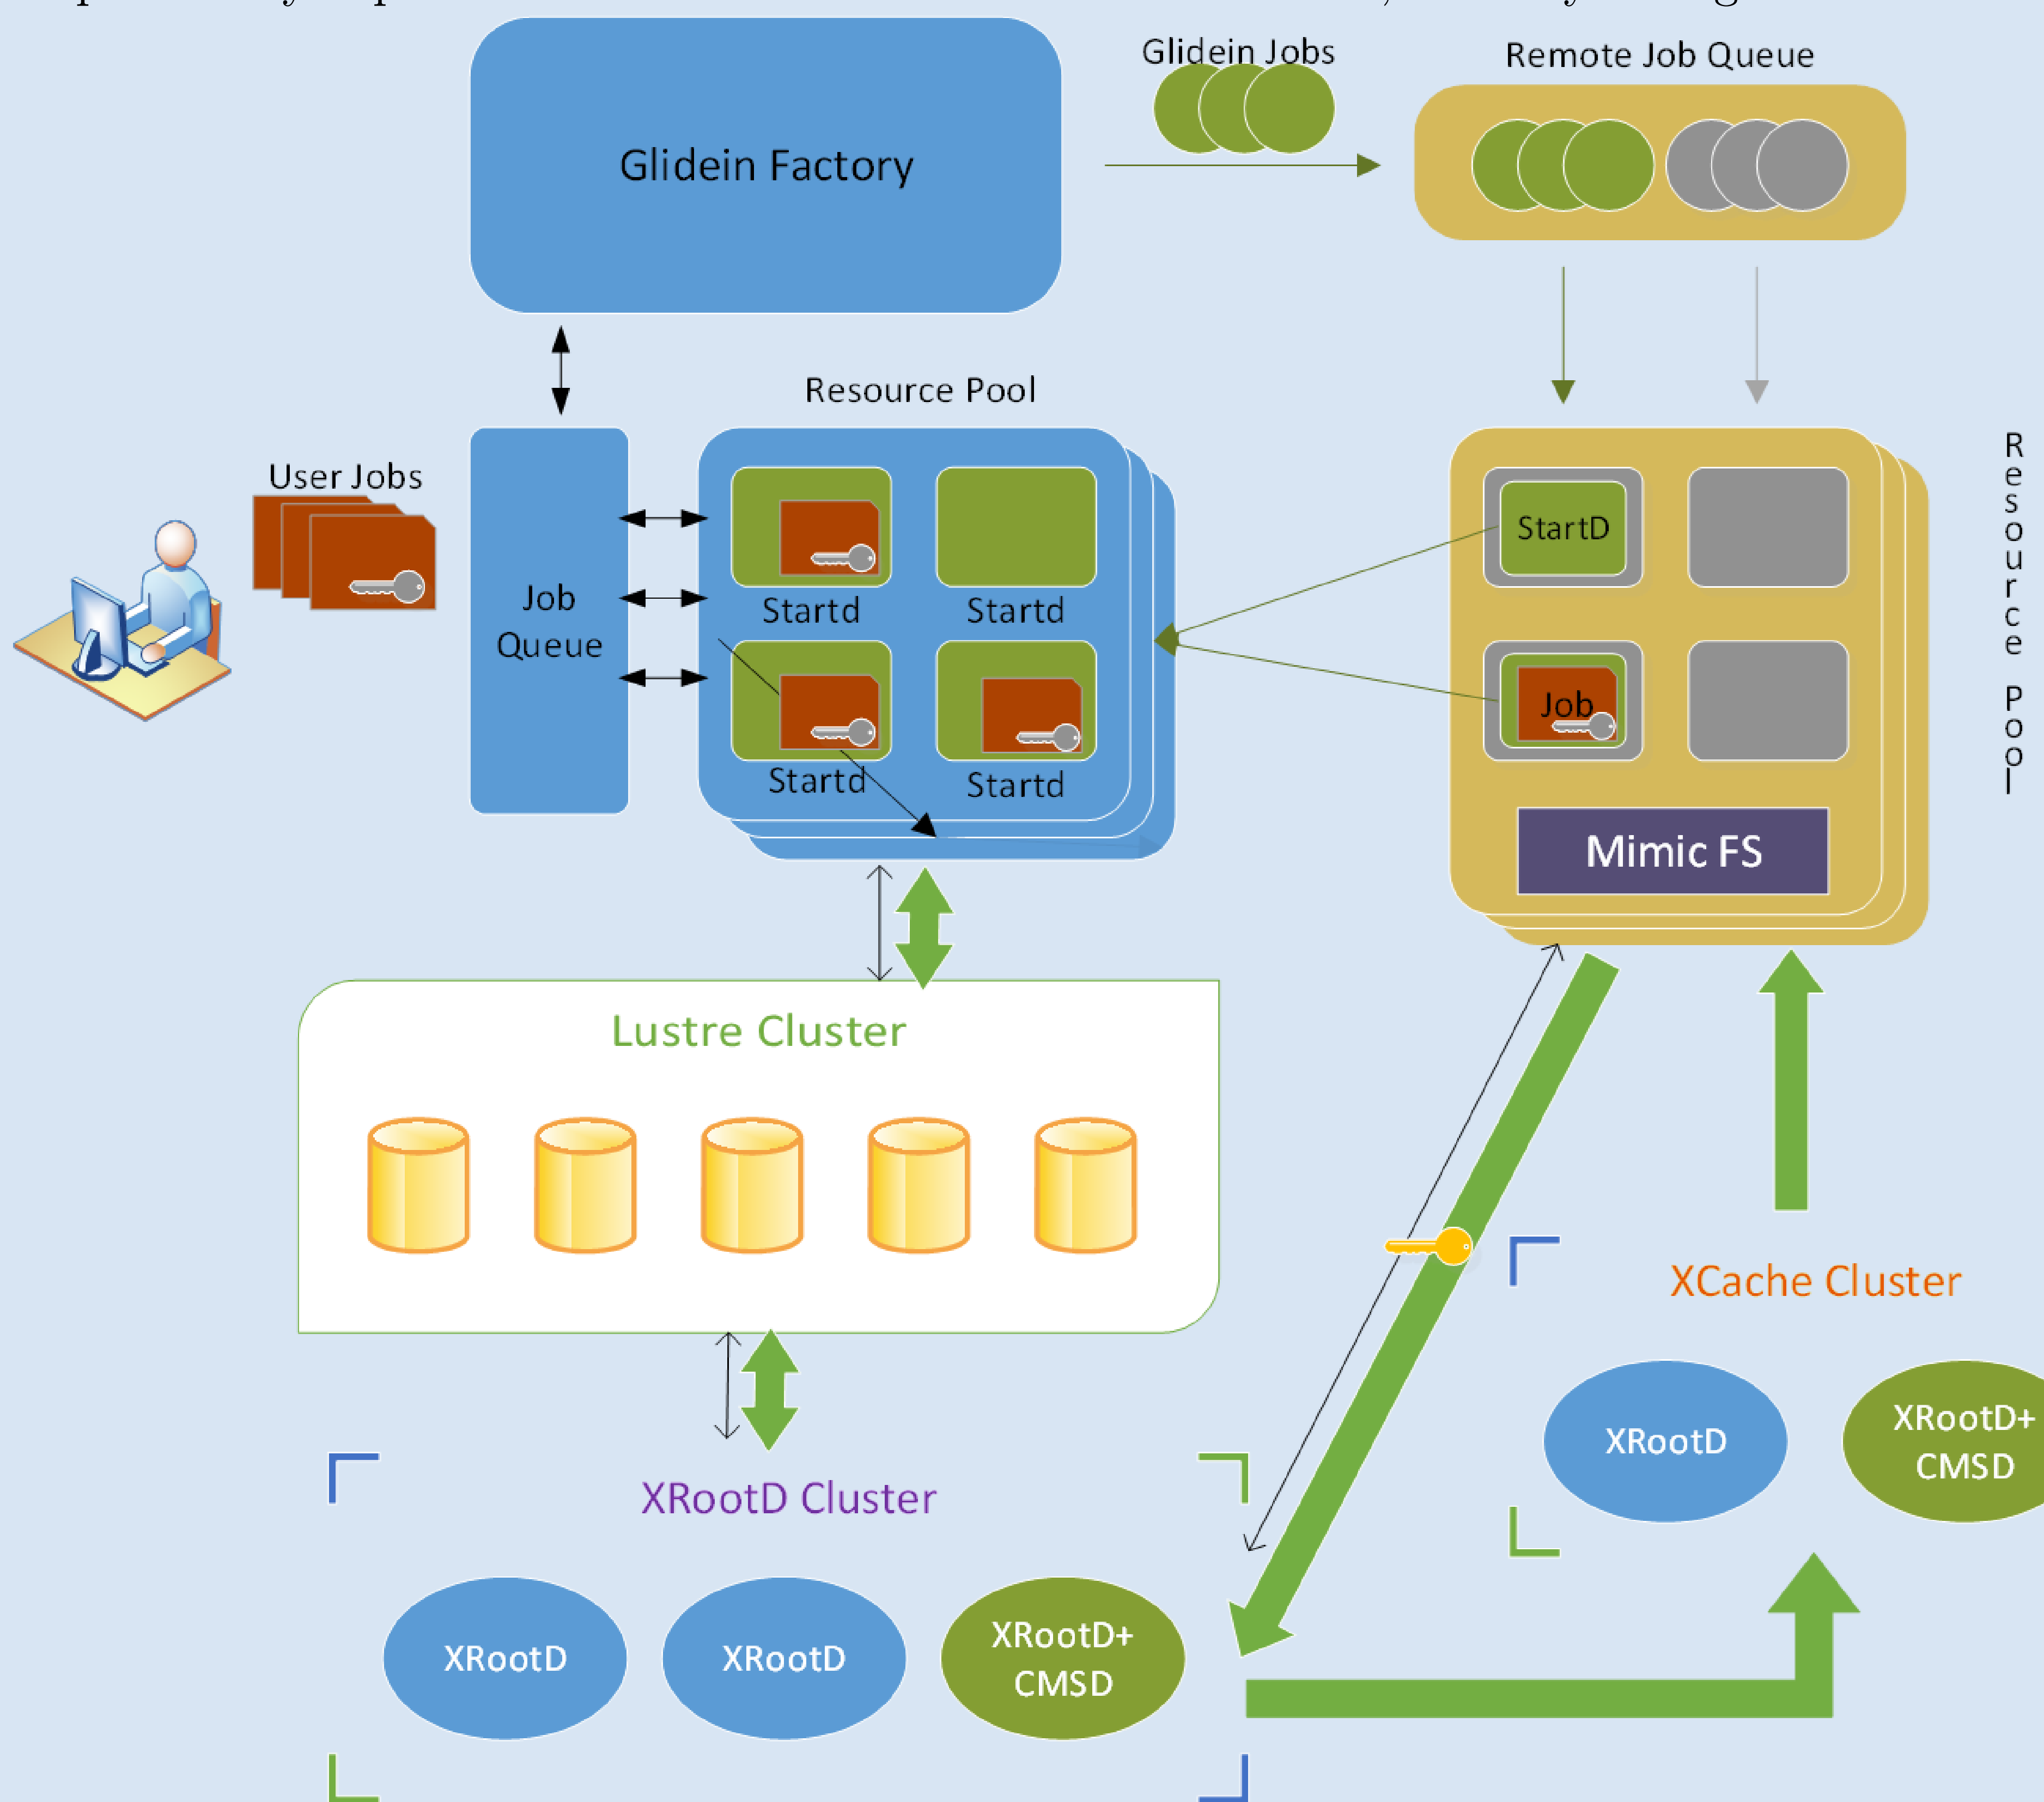 Glidein Jobs
Remote Job Queue
Glidein Factory
Resource Pool
User Jobs
Job
Queue
Startd
Startd
Startd
Startd
StartD
Job
Mimic FS
Resource Pool
Lustre Cluster
XCache Cluster
XRootD
XRootD+
CMSD
XRootD Cluster
XRootD
XRootD
XRootD+
CMSD